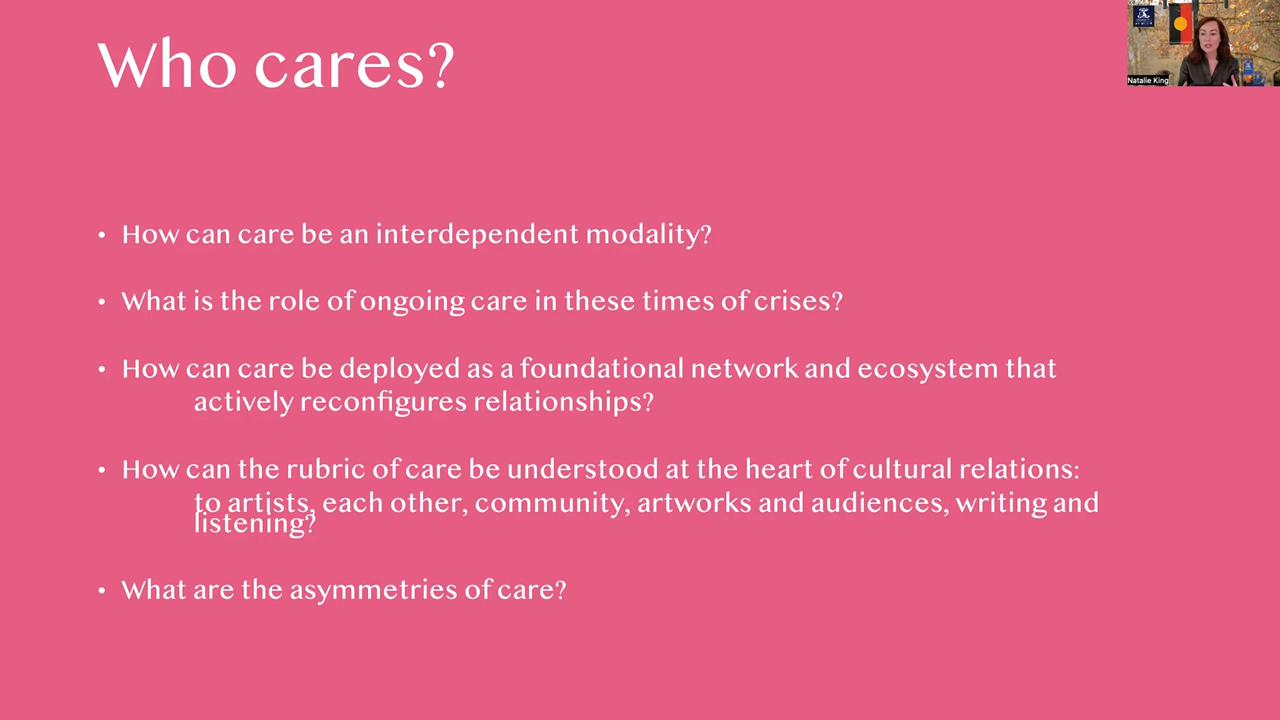 Who cares?
Natalie King
• How can care be an interdependent modality?
• What is the role of ongoing care in these times of crises?
• How can care be deployed as a foundational network and ecosystem that
actively reconfigures relationships?
• How can the rubric of care be understood at the heart of cultural relations:
to artists, each other, community, artworks and audiences, writing and
listening?
• What are the asymmetries of care?